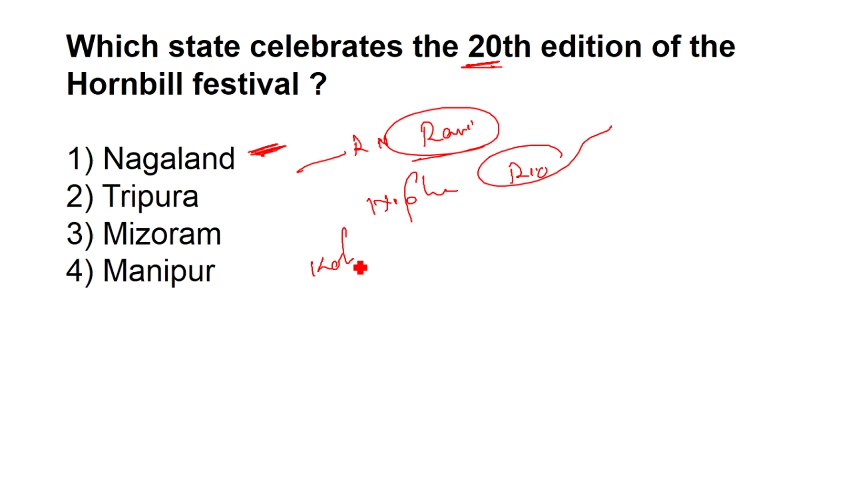 Which state celebrates the 20th edition of the
Hornbill festival ?
1) Nagaland
R N Ravi
2) Tripura
Rio
3) Mizoram
4) Manipur